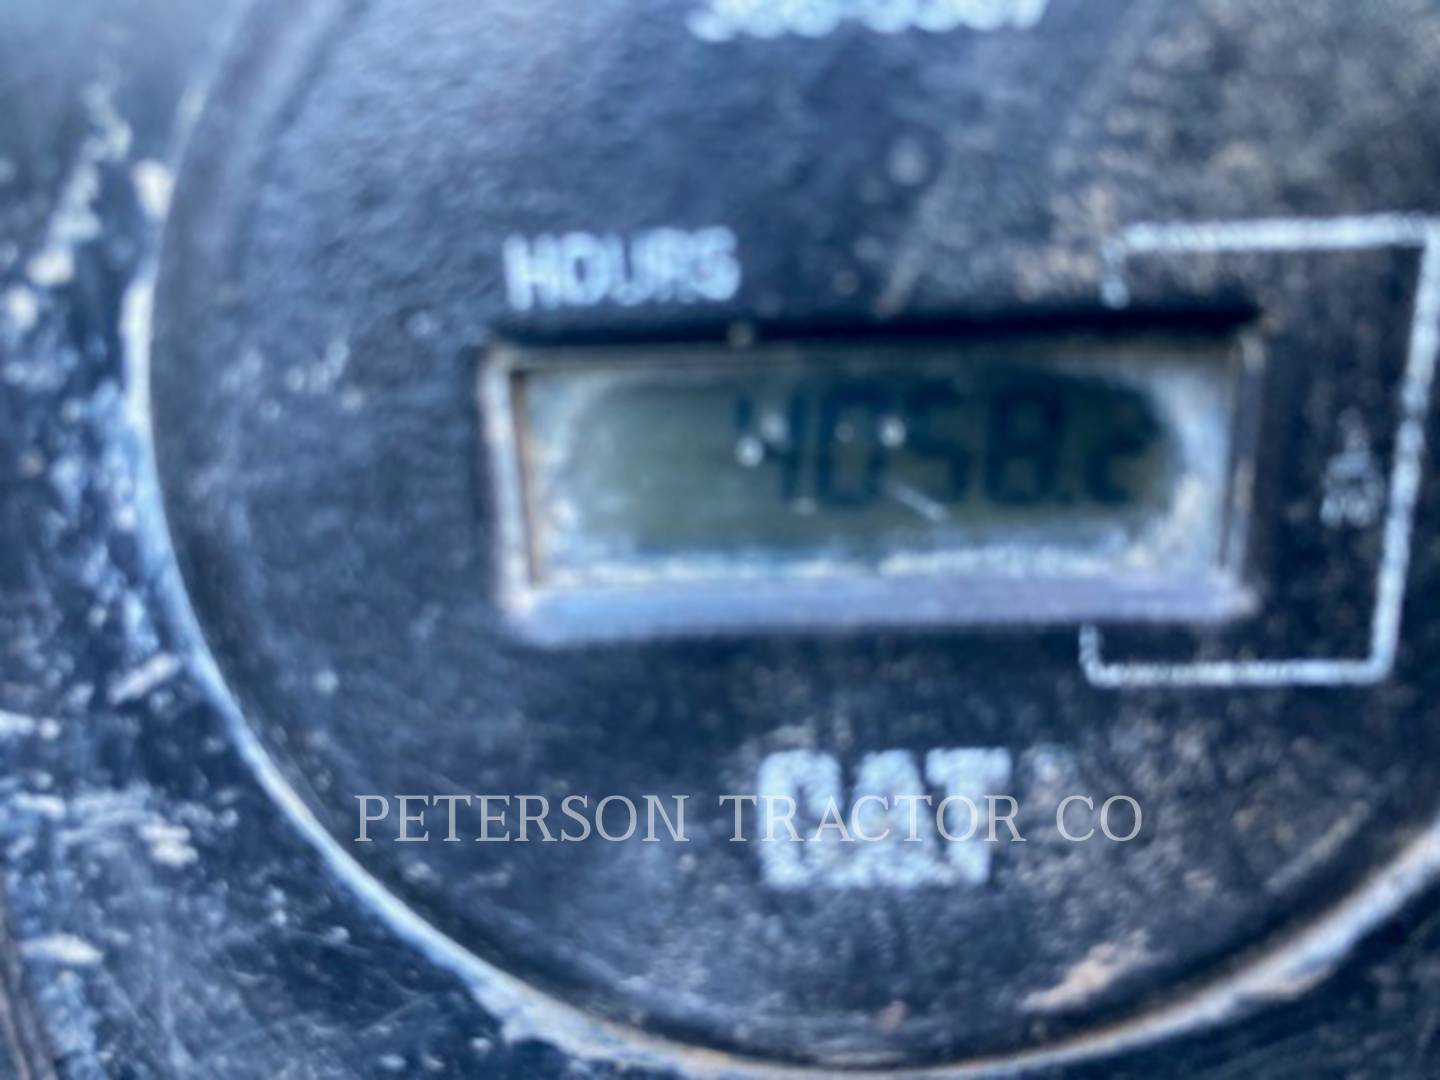 HOURS
4058.2
CAT
PETERSON TRACTOR CO